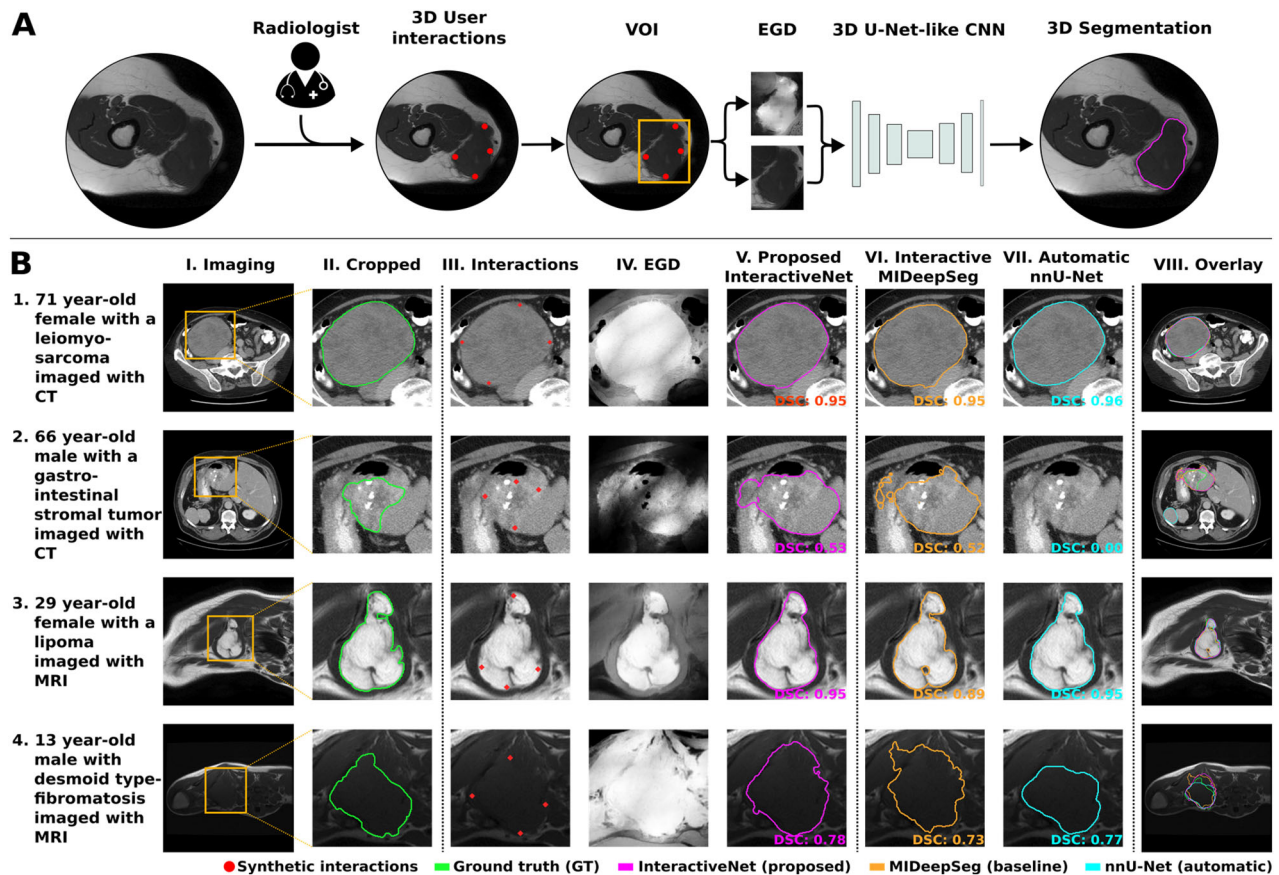 A
Radiologist
3D User
interactions
VOI
EGD
3D U-Net-like CNN
3D Segmentation
B
I. Imaging
II. Cropped
III. Interactions
IV. EGD
V. Proposed
InteractiveNet
VI. Interactive
MIDeepSeg
VII. Automatic
nnU-Net
VIII. Overlay
1. 71 year-old
female with a
leiomyo-
sarcoma
imaged with
CT
DSC: 0.95
DSC: 0.95
DSC: 0.96
2. 66 year-old
male with a
gastro-
intestinal
stromal tumor
imaged with
CT
DSC: 0.53
DSC: 0.55
DSC: 0.00
3. 29 year-old
female with a
lipoma
imaged with
MRI
DSC: 0.95
DSC: 0.89
DSC: 0.95
4. 13 year-old
male with
desmoid type-
fibromatosis
imaged with
MRI
DSC: 0.78
DSC: 0.73
DSC: 0.77
Synthetic interactions
Ground truth (GT)
InteractiveNet (proposed)
MIDeepSeg (baseline)
nnU-Net (automatic)